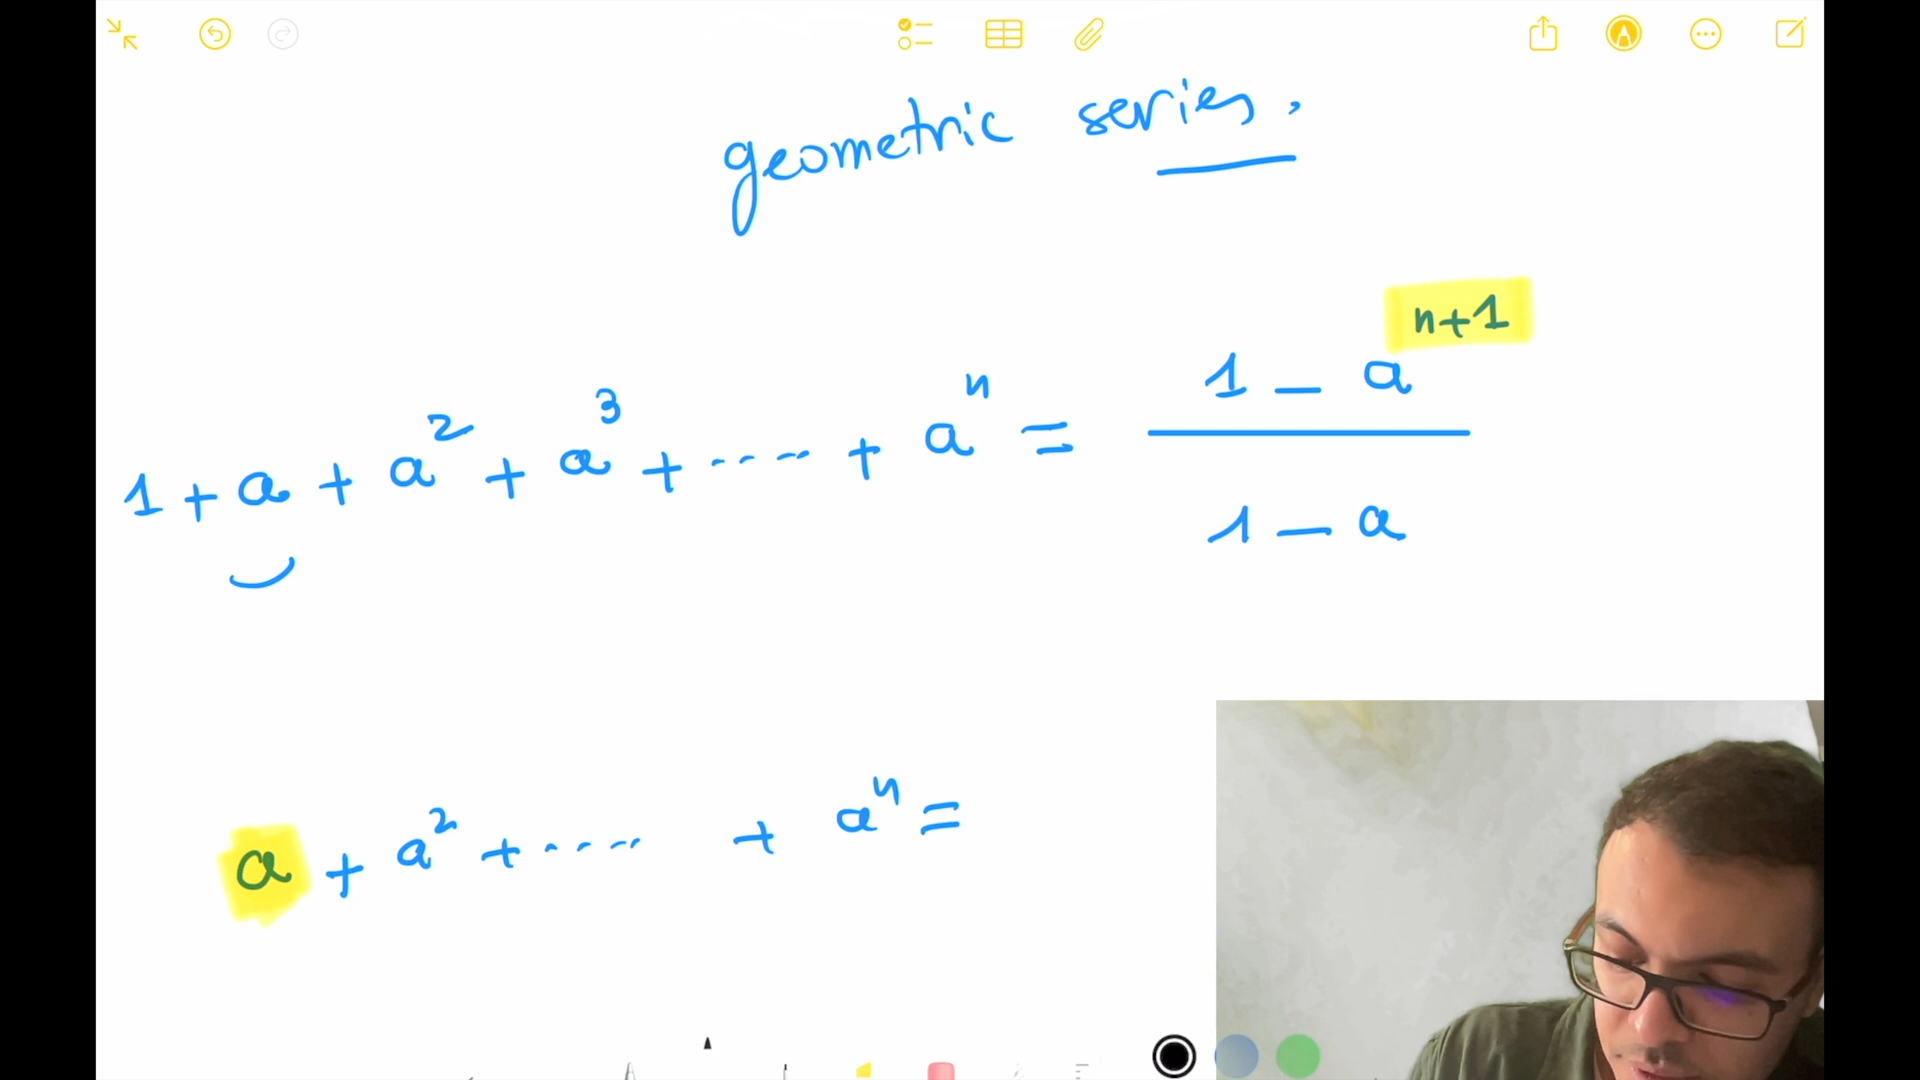 geometric series.
1 + a + a² + a³ + ---- + aⁿ = (1 - a^(n+1)) / (1 - a)
a + a² + ---- + aⁿ =